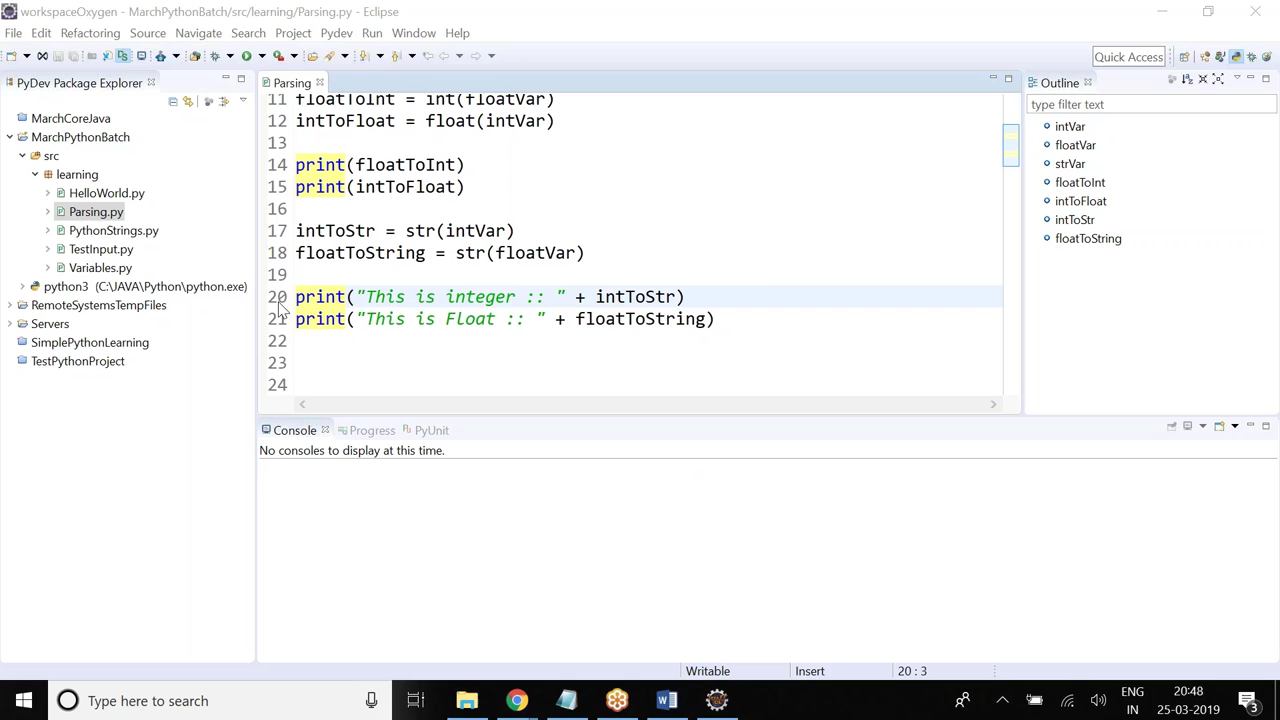 workspaceOxygen - MarchPythonBatch/src/learning/Parsing.py - Eclipse
File Edit Refactoring Source Navigate Search Project Pydev Run Window Help
Quick Access
PyDev Package Explorer
MarchCoreJava
MarchPythonBatch
src
learning
HelloWorld.py
Parsing.py
PythonStrings.py
TestInput.py
Variables.py
python3 (C:\JAVA\Python\python.exe)
RemoteSystemsTempFiles
Servers
SimplePythonLearning
TestPythonProject
Parsing
11 floatToInt = int(floatVar)
12 intToFloat = float(intVar)
13
14 print(floatToInt)
15 print(intToFloat)
16
17 intToStr = str(intVar)
18 floatToString = str(floatVar)
19
20 print("This is integer :: " + intToStr)
21 print("This is Float :: " + floatToString)
22
23
24
Outline
type filter text
intVar
floatVar
strVar
floatToInt
intToFloat
intToStr
floatToString
Console Progress PyUnit
No consoles to display at this time.
Writable Insert 20 : 3
Type here to search
ENG
IN
20:48
25-03-2019
3